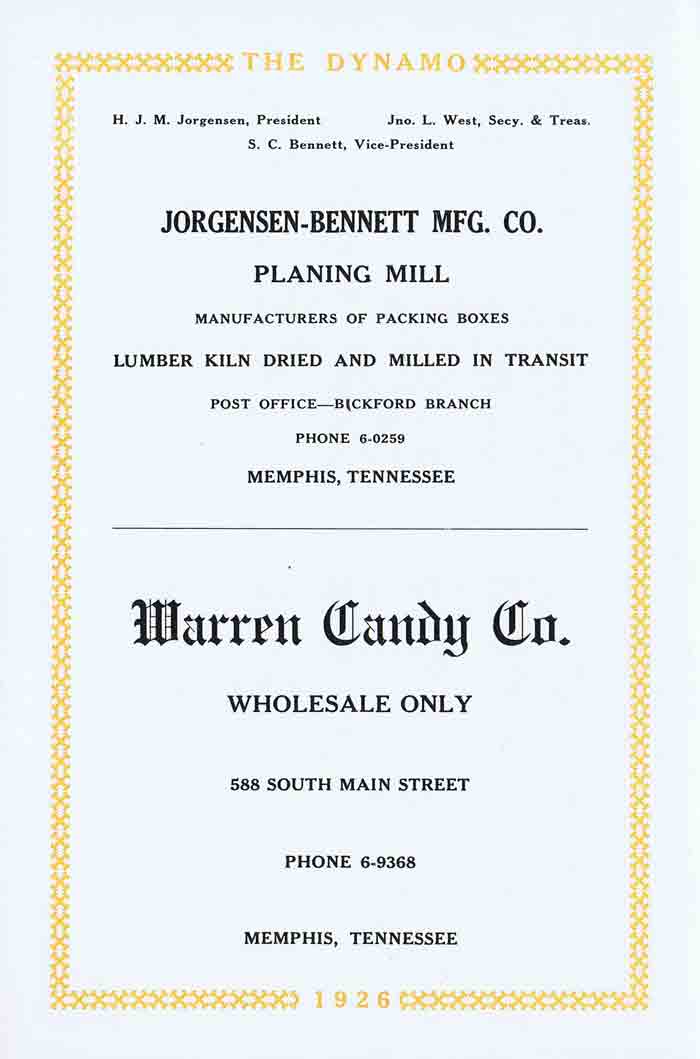 THE DYNAMO
H. J. M. Jorgensen, President Jno. L. West, Secy. & Treas.
S. C. Bennett, Vice-President
JORGENSEN-BENNETT MFG. CO.
PLANING MILL
MANUFACTURERS OF PACKING BOXES
LUMBER KILN DRIED AND MILLED IN TRANSIT
POST OFFICE—BICKFORD BRANCH
PHONE 6-0259
MEMPHIS, TENNESSEE
Warren Candy Co.
WHOLESALE ONLY
588 SOUTH MAIN STREET
PHONE 6-9368
MEMPHIS, TENNESSEE
1926